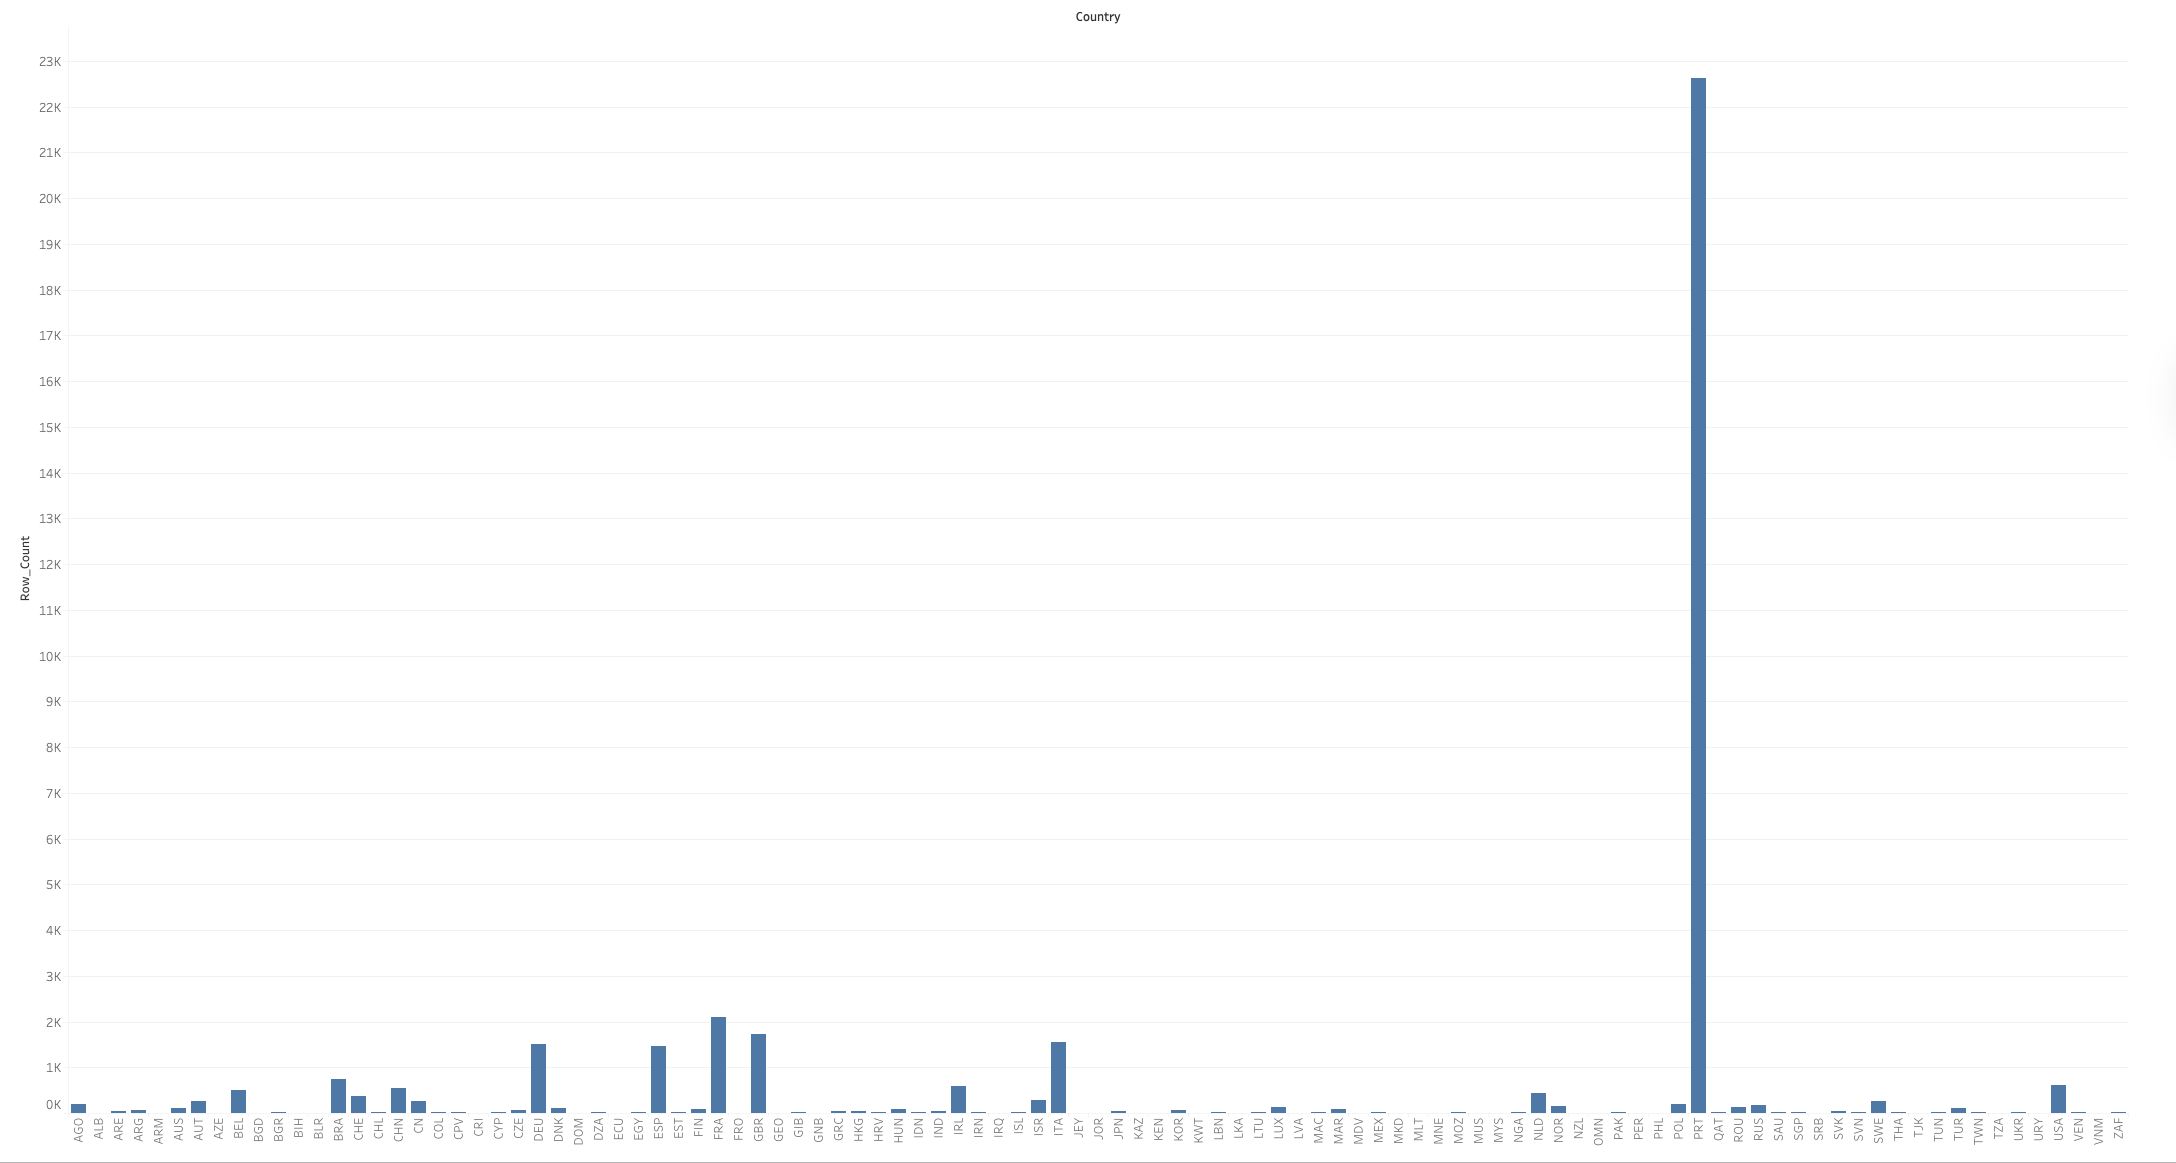 Country
23K
22K
21K
20K
19K
18K
17K
16K
15K
14K
13K
12K
11K
10K
9K
8K
7K
6K
5K
4K
3K
2K
1K
0K
Row_Count
AGO ALB ARE ARG ARM AUS AUT AZE BEL BGD BGR BIH BLR BRA CHE CHL CHN CN COL CPV CRI CYP CZE DEU DNK DOM DZA ECU EGY ESP EST FIN FRA FRO GBR GEO GIB GNB GRC HKG HRV HUN IDN IND IRL IRN IRQ ISL ISR ITA JEY JOR JPN KAZ KEN KOR KWT LBN LKA LTU LUX LVA MAC MAR MDV MEX MKD MLT MNE MOZ MUS MYS NGA NLD NOR NZL OMN PAK PER PHL POL PRT QAT ROU RUS SAU SGP SRB SVK SVN SWE THA TJK TUN TUR TWN TZA UKR URY USA VEN VNM ZAF